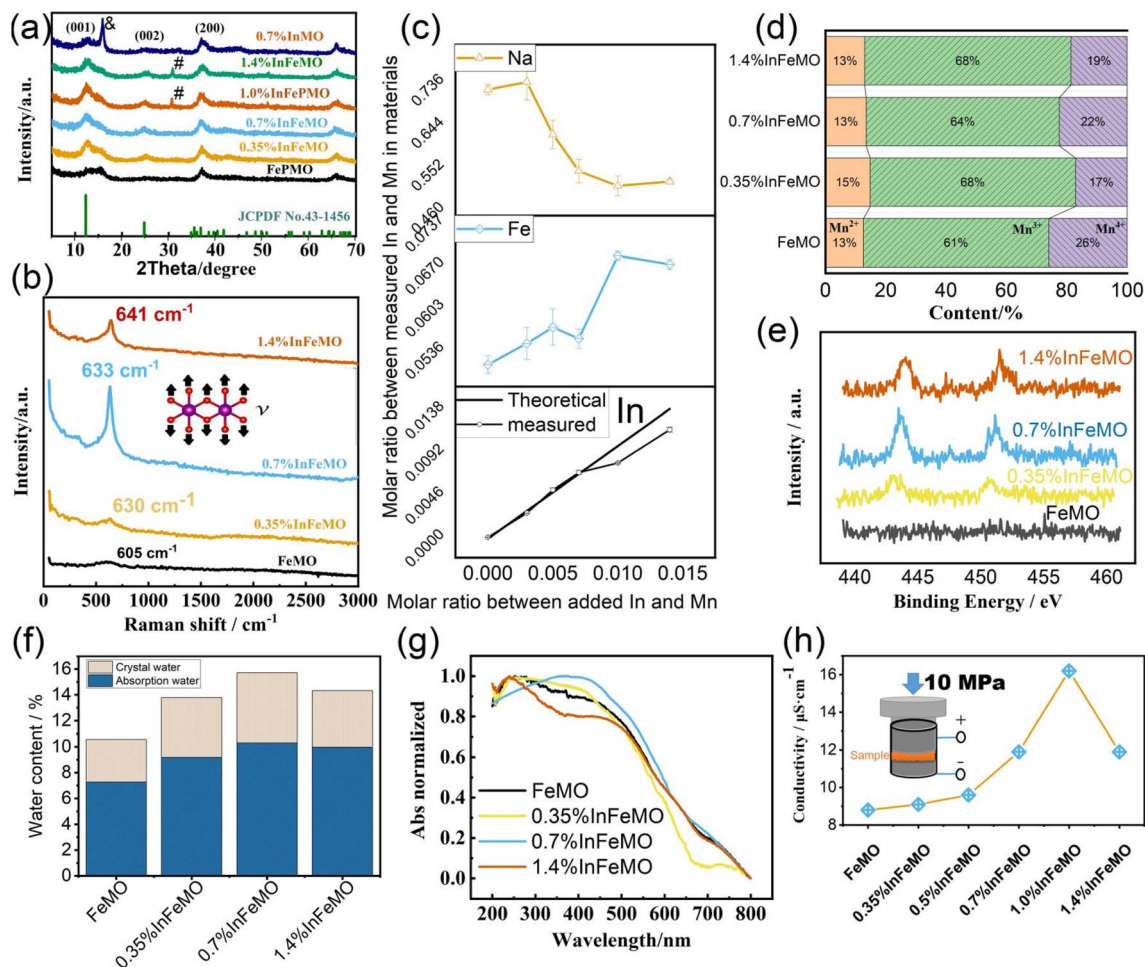 (a)
(001)
&
(002)
(200)
0.7%InMO
#
1.4%InFeMO
#
1.0%InFePMO
0.7%InFeMO
0.35%InFeMO
FePMO
JCPDF No.43-1456
Intensity/a.u.
10 20 30 40 50 60 70
2Theta/degree
(b)
641 cm-1
1.4%InFeMO
633 cm-1
ν
0.7%InFeMO
630 cm-1
0.35%InFeMO
605 cm-1
FeMO
Intensity/a.u.
0 500 1000 1500 2000 2500 3000
Raman shift / cm-1
(c)
Na
0.736
0.644
0.552
0.460
Fe
0.0737
0.0670
0.0603
0.0536
Theoretical
measured
In
0.0138
0.0092
0.0046
0.0000
Molar ratio between measured In and Mn in materials
0.000 0.005 0.010 0.015
Molar ratio between added In and Mn
(d)
1.4%InFeMO 13% 68% 19%
0.7%InFeMO 13% 64% 22%
0.35%InFeMO 15% 68% 17%
Mn2+ Mn3+ Mn4+
FeMO 13% 61% 26%
0 20 40 60 80 100
Content/%
(e)
1.4%InFeMO
0.7%InFeMO
0.35%InFeMO
FeMO
Intensity / a.u.
440 445 450 455 460
Binding Energy / eV
(f)
Crystal water
Absorption water
16
14
12
10
8
6
4
2
0
Water content / %
FeMO
0.35%InFeMO
0.7%InFeMO
1.4%InFeMO
(g)
1.0
0.8
0.6
0.4
0.2
0.0
Abs normalized
FeMO
0.35%InFeMO
0.7%InFeMO
1.4%InFeMO
200 300 400 500 600 700 800
Wavelength/nm
(h)
10 MPa
+
Sample
−
16
14
12
10
8
Conductivity / μS·cm-1
FeMO
0.35%InFeMO
0.5%InFeMO
0.7%InFeMO
1.0%InFeMO
1.4%InFeMO